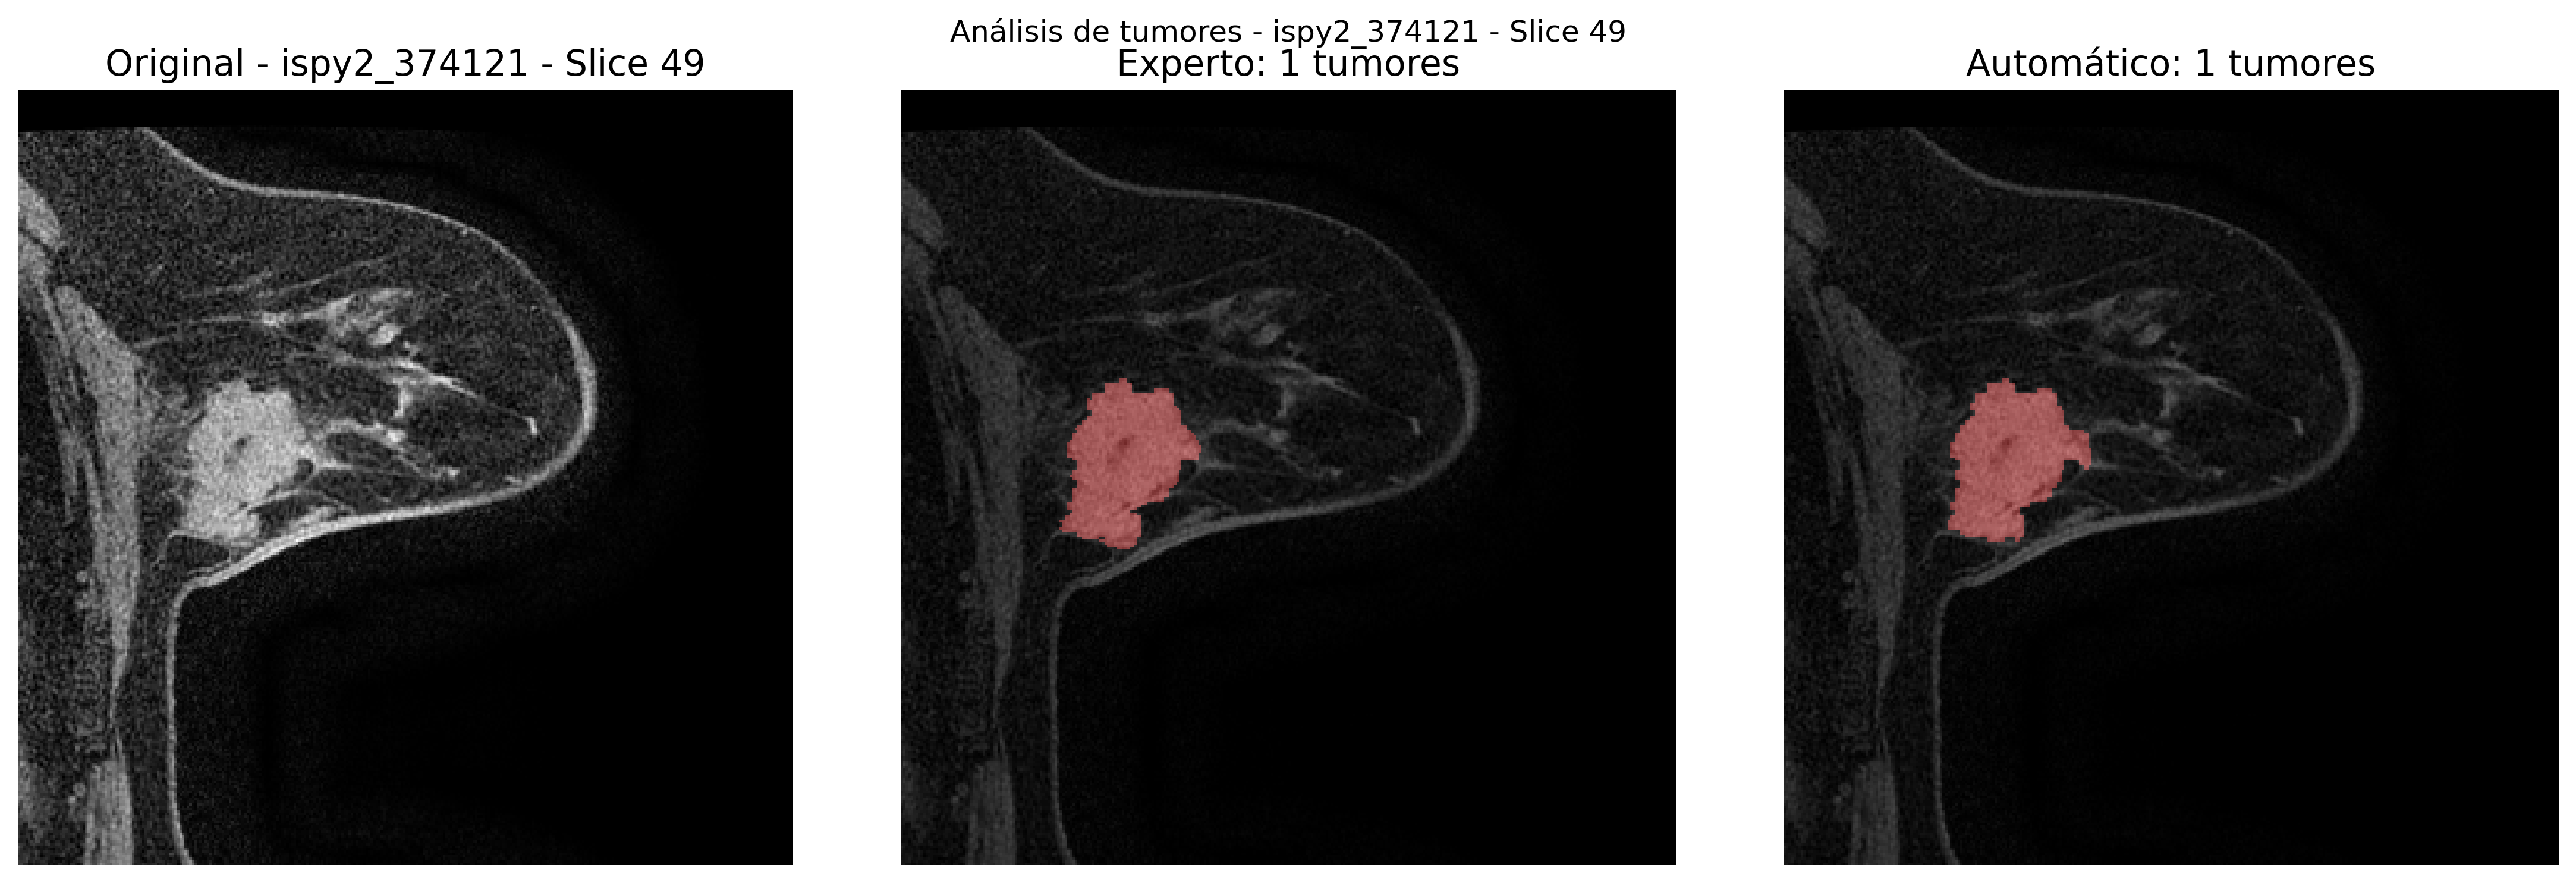 Análisis de tumores - ispy2_374121 - Slice 49
Original - ispy2_374121 - Slice 49
Experto: 1 tumores
Automático: 1 tumores